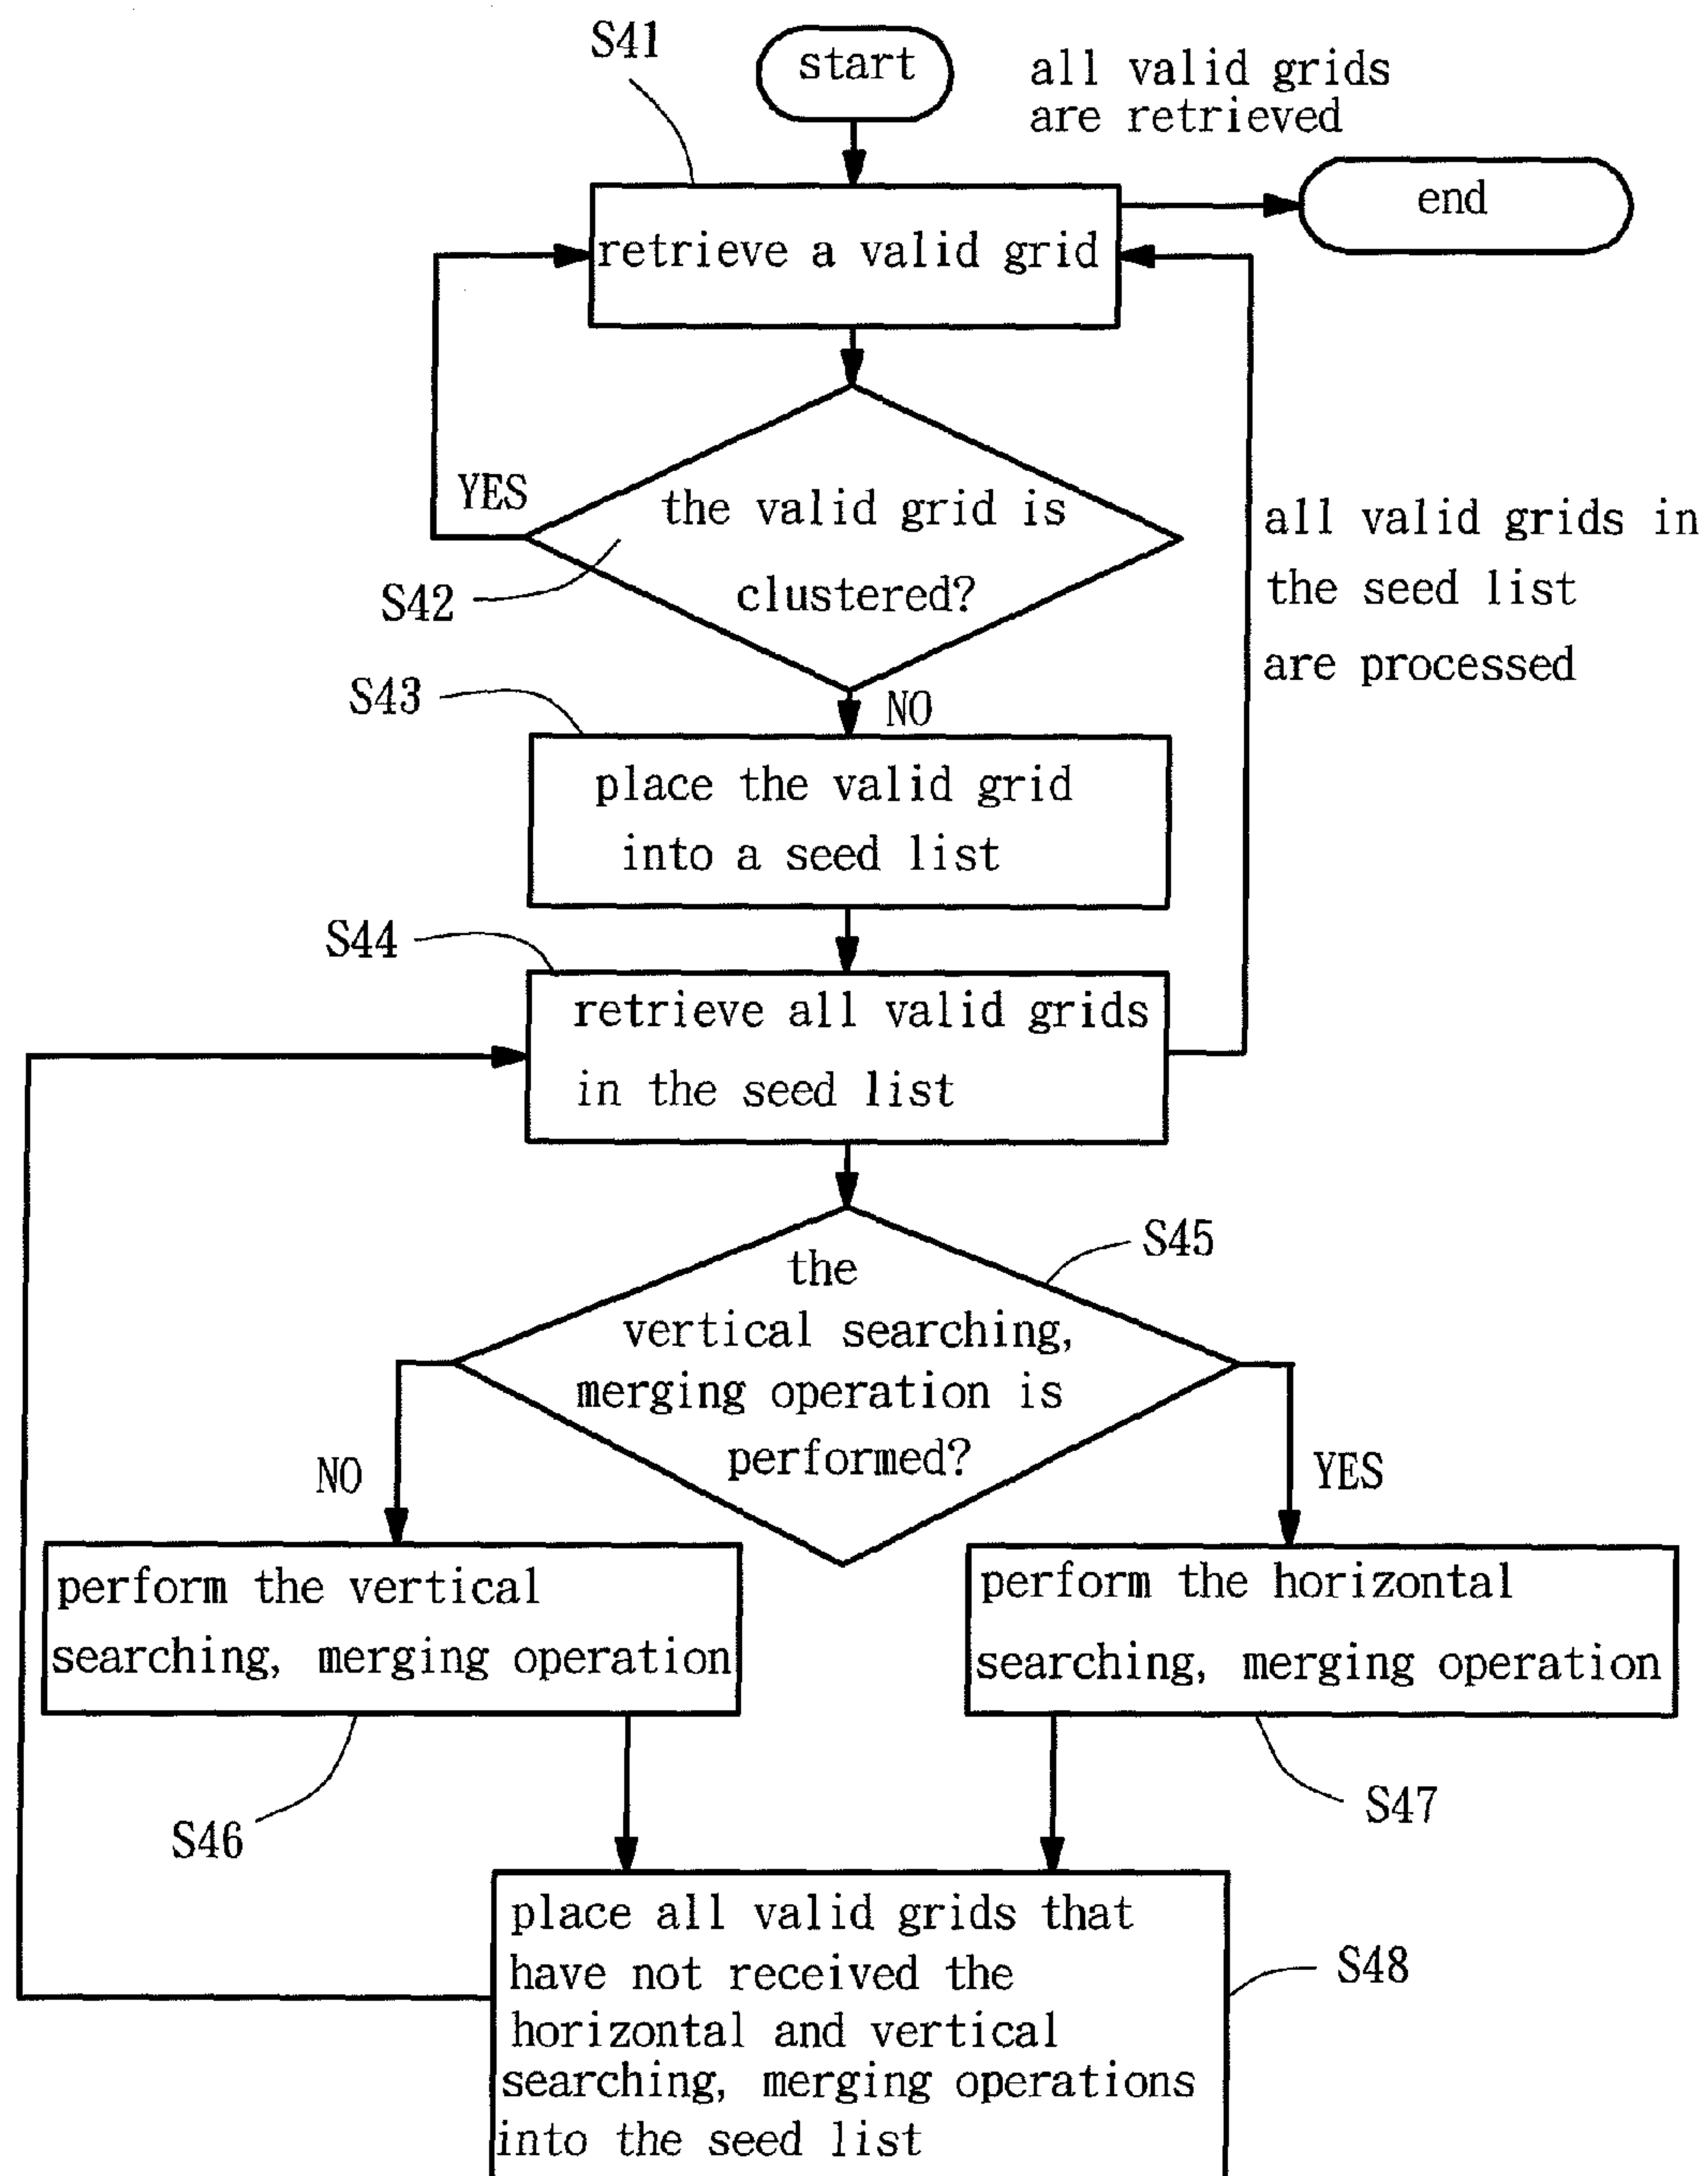 S41
start
all valid grids
are retrieved
end
retrieve a valid grid
YES
the valid grid is
clustered?
S42
all valid grids in
the seed list
are processed
S43
NO
place the valid grid
into a seed list
S44
retrieve all valid grids
in the seed list
S45
the
vertical searching,
merging operation is
performed?
NO
YES
perform the vertical
searching, merging operation
perform the horizontal
searching, merging operation
S46
S47
place all valid grids that
have not received the
horizontal and vertical
searching, merging operations
into the seed list
S48